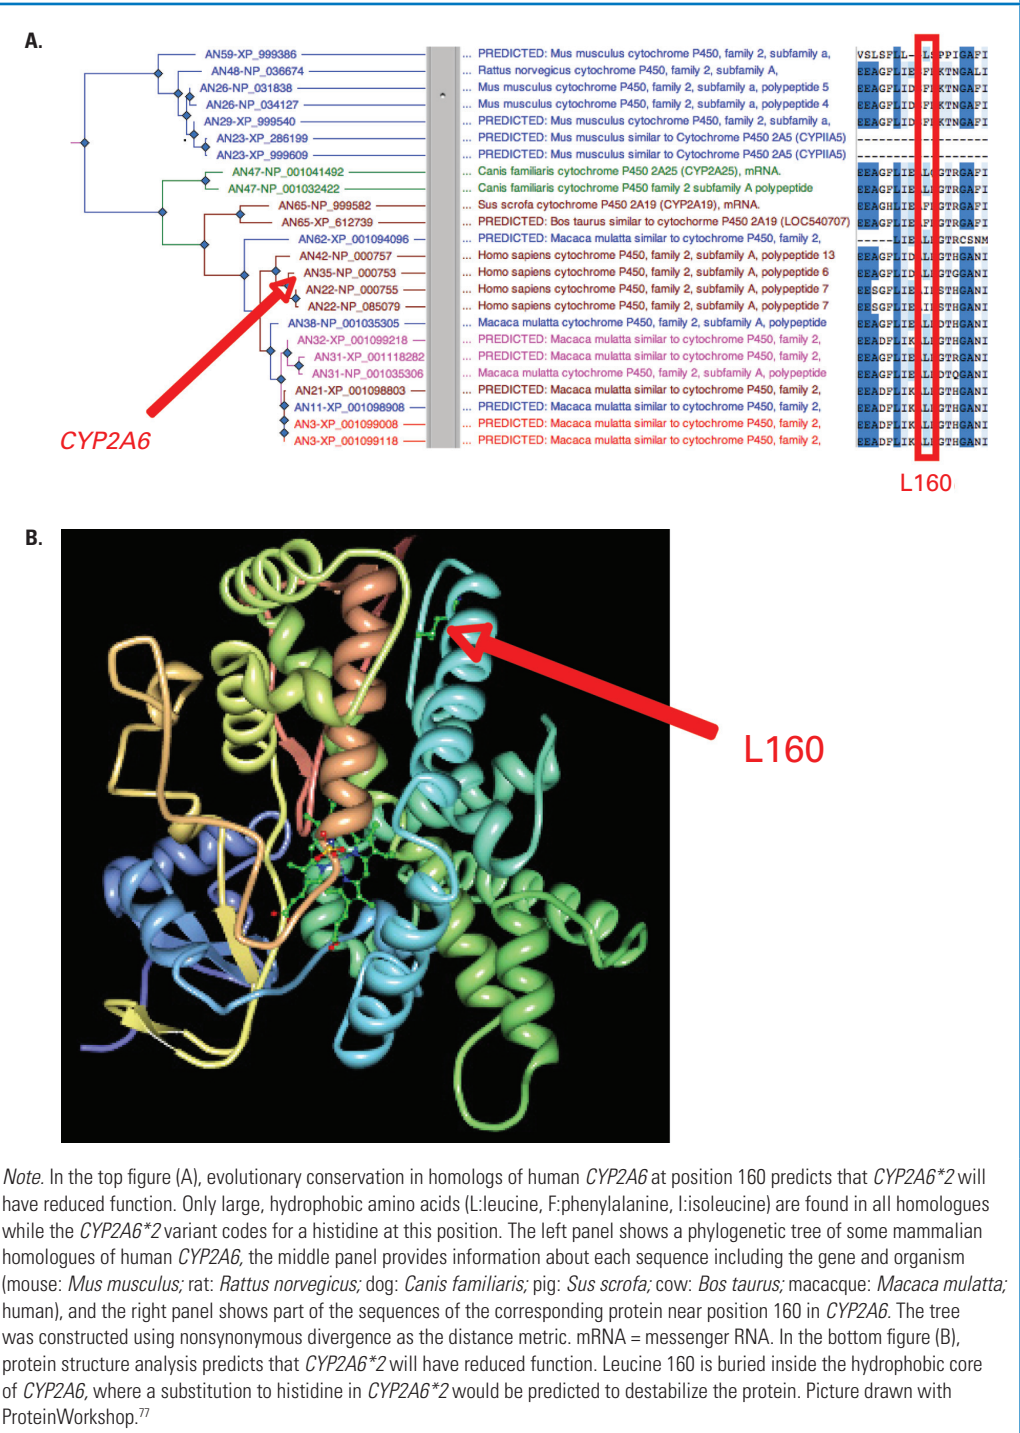 A.
AN59-XP_999386 ... PREDICTED: Mus musculus cytochrome P450, family 2, subfamily a,
AN48-NP_036674 ... Rattus norvegicus cytochrome P450, family 2, subfamily A,
AN26-NP_031838 ... Mus musculus cytochrome P450, family 2, subfamily a, polypeptide 5
AN26-NP_034127 ... Mus musculus cytochrome P450, family 2, subfamily a, polypeptide 4
AN29-XP_999540 ... PREDICTED: Mus musculus cytochrome P450, family 2, subfamily a,
AN23-XP_286199 ... PREDICTED: Mus musculus similar to Cytochrome P450 2A5 (CYPIIA5)
AN23-XP_999609 ... PREDICTED: Mus musculus similar to Cytochrome P450 2A5 (CYPIIA5)
AN47-NP_001041492 ... Canis familiaris cytochrome P450 2A25 (CYP2A25), mRNA.
AN47-NP_001032422 ... Canis familiaris cytochrome P450 family 2 subfamily A polypeptide
AN65-NP_999582 ... Sus scrofa cytochrome P450 2A19 (CYP2A19), mRNA.
AN65-XP_612739 ... PREDICTED: Bos taurus similar to cytochorme P450 2A19 (LOC540707)
AN62-XP_001094096 ... PREDICTED: Macaca mulatta similar to cytochrome P450, family 2,
AN42-NP_000757 ... Homo sapiens cytochrome P450, family 2, subfamily A, polypeptide 13
AN35-NP_000753 ... Homo sapiens cytochrome P450, family 2, subfamily A, polypeptide 6
AN22-NP_000755 ... Homo sapiens cytochrome P450, family 2, subfamily A, polypeptide 7
AN22-NP_085079 ... Homo sapiens cytochrome P450, family 2, subfamily A, polypeptide 7
AN38-NP_001035305 ... Macaca mulatta cytochrome P450, family 2, subfamily A, polypeptide
AN32-XP_001099218 ... PREDICTED: Macaca mulatta similar to cytochrome P450, family 2,
AN31-XP_001118282 ... PREDICTED: Macaca mulatta similar to cytochrome P450, family 2,
AN31-NP_001035306 ... Macaca mulatta cytochrome P450, family 2, subfamily A, polypeptide
AN21-XP_001098803 ... PREDICTED: Macaca mulatta similar to cytochrome P450, family 2,
AN11-XP_001098908 ... PREDICTED: Macaca mulatta similar to cytochrome P450, family 2,
AN3-XP_001099008 ... PREDICTED: Macaca mulatta similar to cytochrome P450, family 2,
AN3-XP_001099118 ... PREDICTED: Macaca mulatta similar to cytochrome P450, family 2,
CYP2A6
L160
B.
L160
Note. In the top figure (A), evolutionary conservation in homologs of human CYP2A6 at position 160 predicts that CYP2A6*2 will
have reduced function. Only large, hydrophobic amino acids (L:leucine, F:phenylalanine, I:isoleucine) are found in all homologues
while the CYP2A6*2 variant codes for a histidine at this position. The left panel shows a phylogenetic tree of some mammalian
homologues of human CYP2A6, the middle panel provides information about each sequence including the gene and organism
(mouse: Mus musculus; rat: Rattus norvegicus; dog: Canis familiaris; pig: Sus scrofa; cow: Bos taurus; macacque: Macaca mulatta;
human), and the right panel shows part of the sequences of the corresponding protein near position 160 in CYP2A6. The tree
was constructed using nonsynonymous divergence as the distance metric. mRNA = messenger RNA. In the bottom figure (B),
protein structure analysis predicts that CYP2A6*2 will have reduced function. Leucine 160 is buried inside the hydrophobic core
of CYP2A6, where a substitution to histidine in CYP2A6*2 would be predicted to destabilize the protein. Picture drawn with
ProteinWorkshop.77